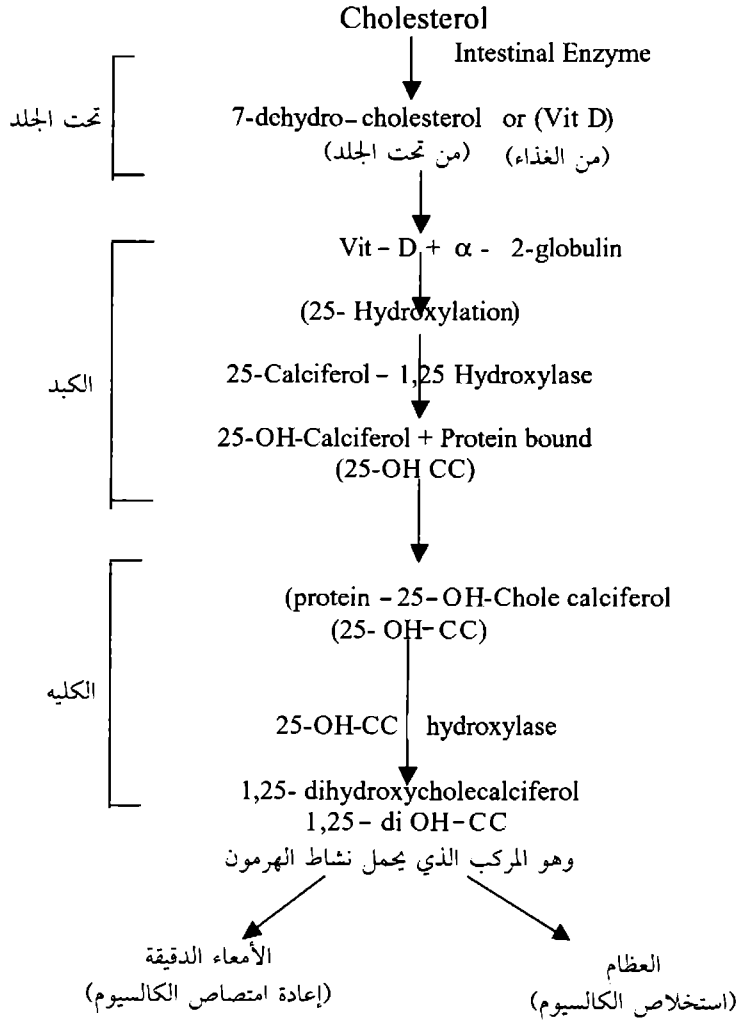 Cholesterol
Intestinal Enzyme
تحت الجلد
7-dehydro-cholesterol or (Vit D)
(من تحت الجلد) (من الغذاء)
Vit - D + α - 2-globulin
(25- Hydroxylation)
الكبد
25-Calciferol - 1,25 Hydroxylase
25-OH-Calciferol + Protein bound
(25-OH CC)
(protein -25-OH-Chole calciferol
(25- OH-CC)
الكليه
25-OH-CC hydroxylase
1,25- dihydroxycholecalciferol
1,25- di OH-CC
وهو المركب الذي يحمل نشاط الهرمون
الأمعاء الدقيقة
(إعادة امتصاص الكالسيوم)
العظام
(استخلاص الكالسيوم)